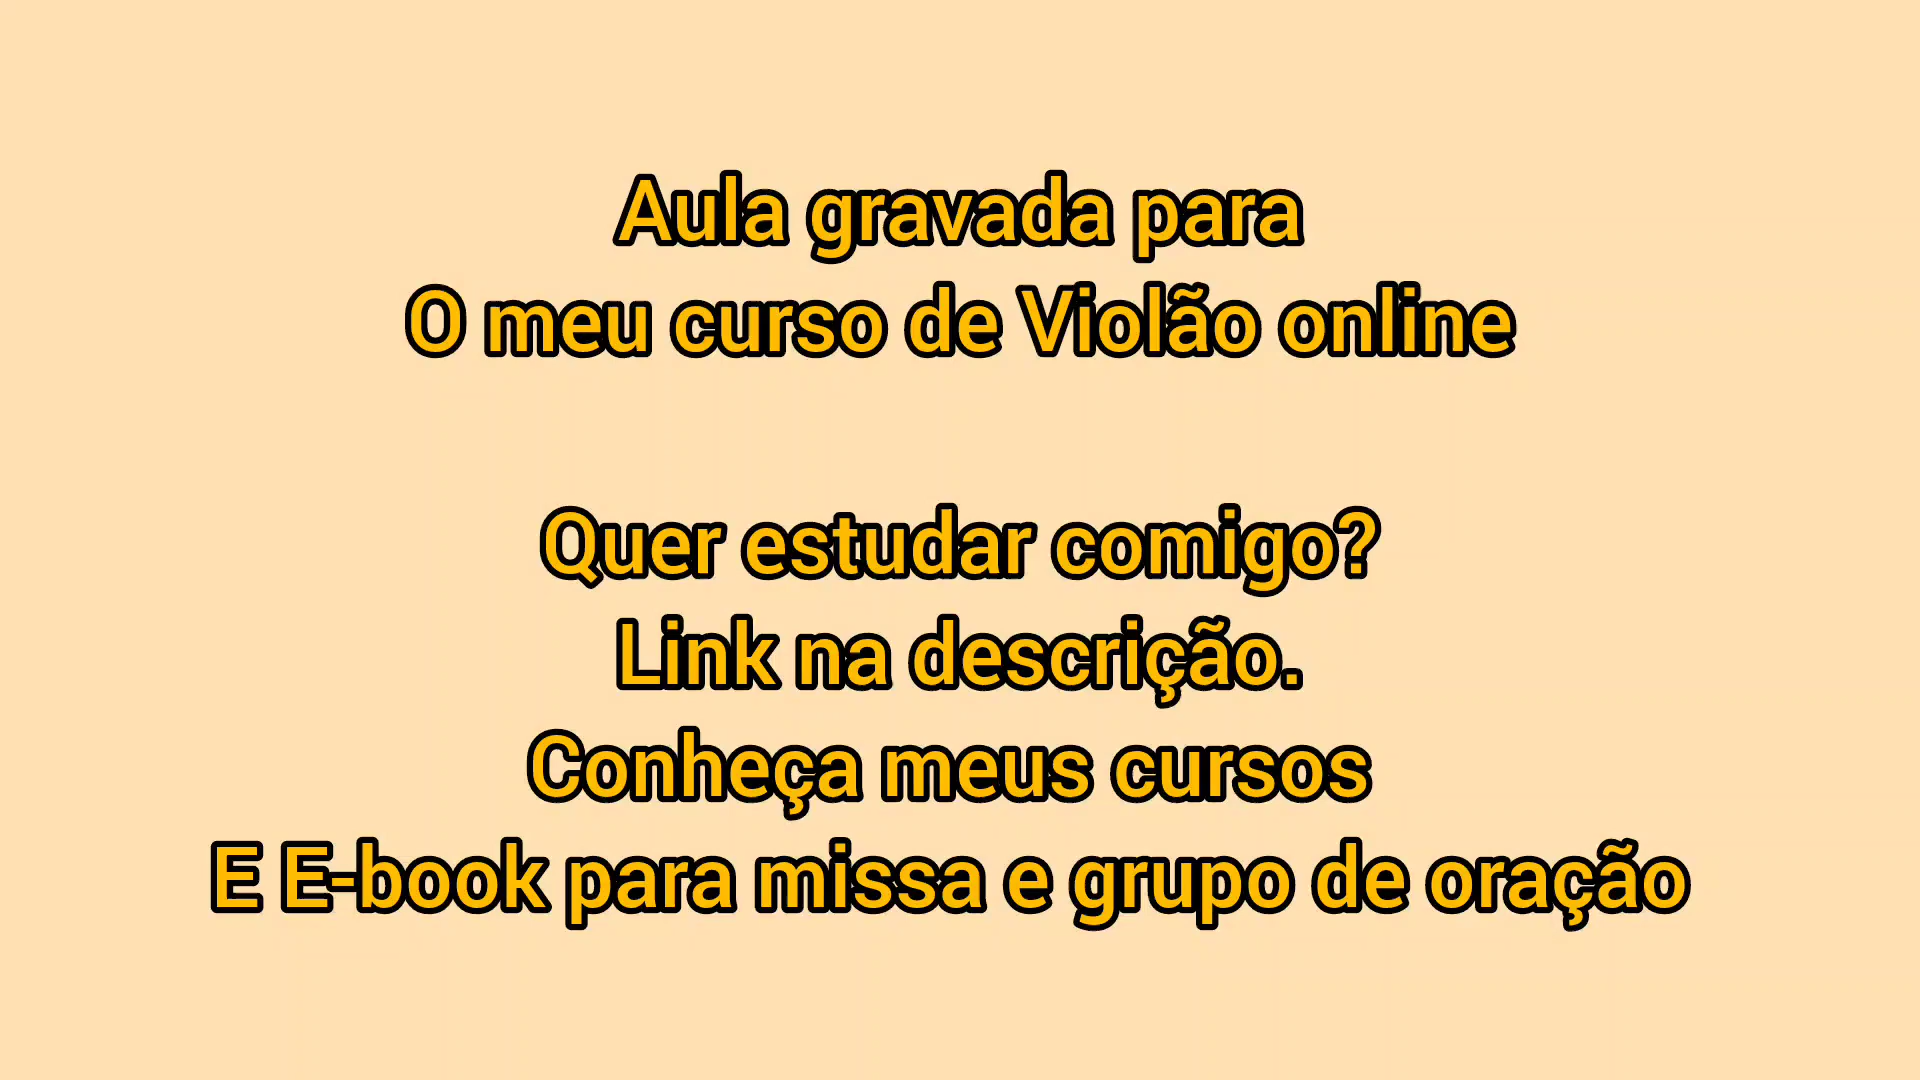 Aula gravada para
O meu curso de Violão online
Quer estudar comigo?
Link na descrição.
Conheça meus cursos
E E-book para missa e grupo de oração